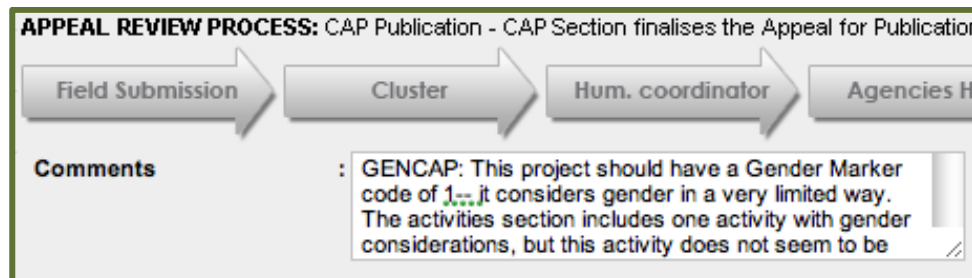 APPEAL REVIEW PROCESS: CAP Publication - CAP Section finalises the Appeal for Publication
Field Submission Cluster Hum. coordinator Agencies H
Comments : GENCAP: This project should have a Gender Marker
code of 1-- it considers gender in a very limited way.
The activities section includes one activity with gender
considerations, but this activity does not seem to be